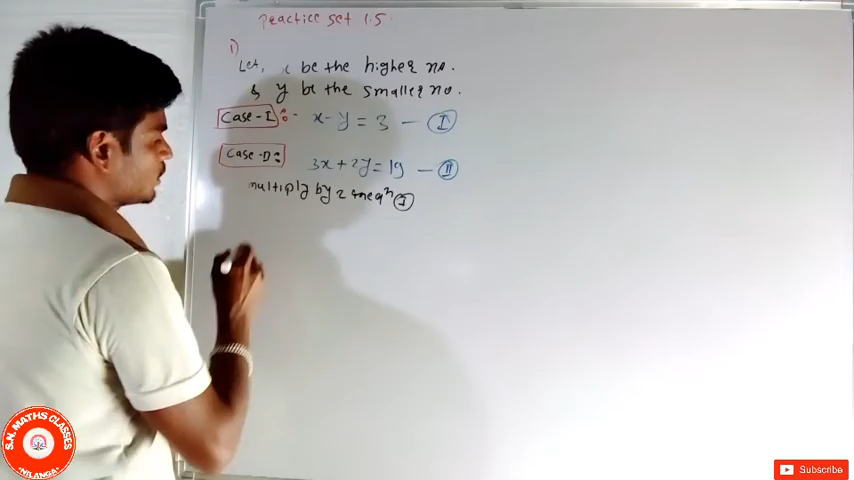 Practice set 1.5.
1)
Let, x be the higher no.
& y be the smaller no.
Case-I :- x-y=3 — I
Case-II: 3x+2y=19 — II
multiply by 2 in eqn I
S.N. MATHS CLASSES
NILANGA
Subscribe